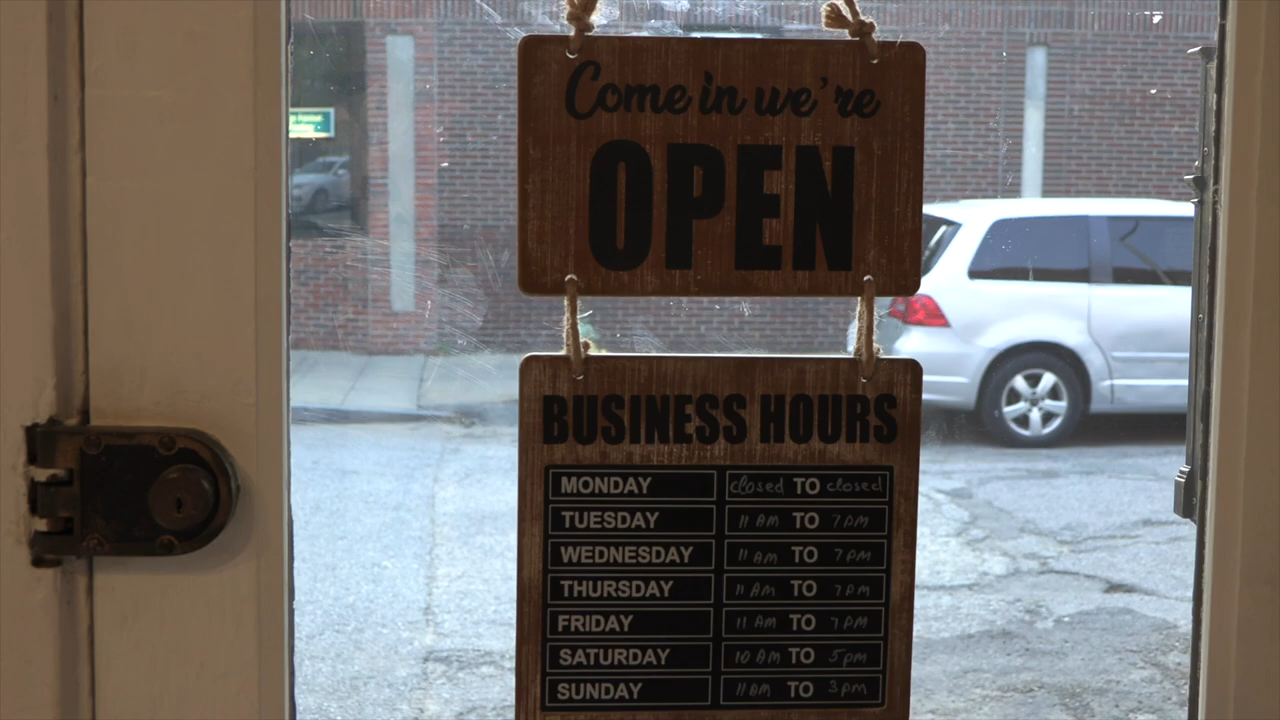 Come in we're
OPEN
BUSINESS HOURS
MONDAY closed TO closed
TUESDAY 11 AM TO 7 PM
WEDNESDAY 11 AM TO 7 PM
THURSDAY 11 AM TO 7 PM
FRIDAY 11 AM TO 7 PM
SATURDAY 10 AM TO 5 pm
SUNDAY 11 AM TO 3 pm